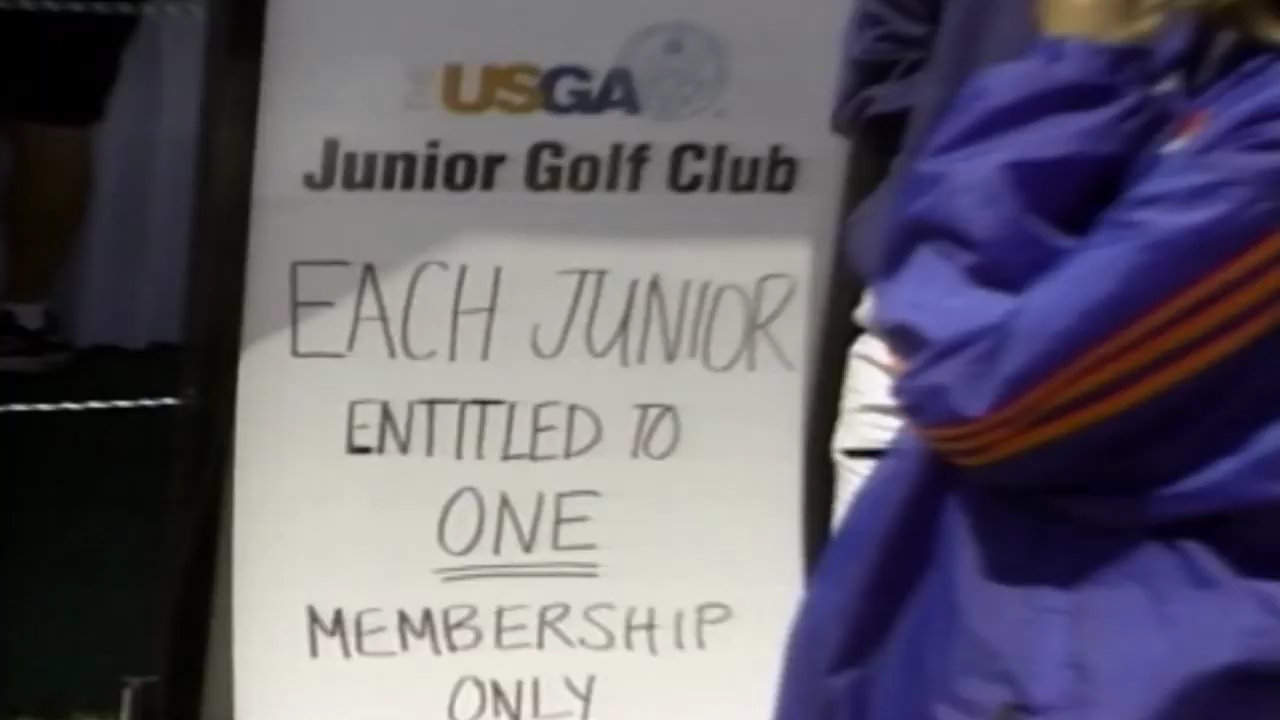 USGA
Junior Golf Club
EACH JUNIOR
ENTITLED TO
ONE
MEMBERSHIP
ONLY